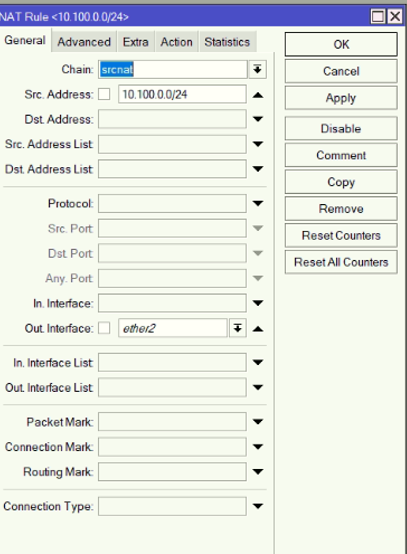 NAT Rule <10.100.0.0/24>
General Advanced Extra Action Statistics
OK
Chain: srcnat
Cancel
Src. Address: 10.100.0.0/24
Apply
Dst. Address:
Disable
Src. Address List:
Comment
Dst. Address List:
Copy
Protocol:
Remove
Src. Port:
Reset Counters
Dst. Port:
Reset All Counters
Any. Port:
In. Interface:
Out. Interface: ether2
In. Interface List:
Out. Interface List:
Packet Mark:
Connection Mark:
Routing Mark:
Connection Type: